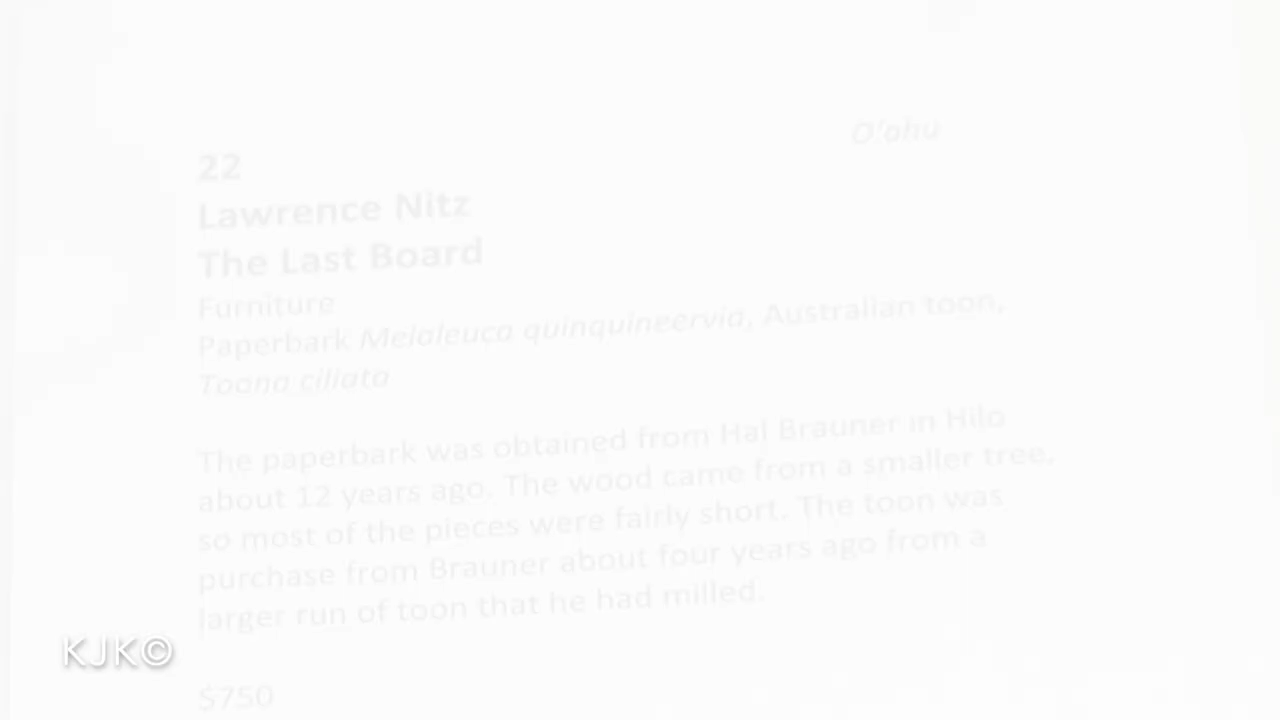 O'ahu
22
Lawrence Nitz
The Last Board
Furniture
Paperbark Melaleuca quinquineervia, Australian toon,
Toona ciliata
The paperbark was obtained from Hal Brauner in Hilo
about 12 years ago. The wood came from a smaller tree,
so most of the pieces were fairly short. The toon was
purchase from Brauner about four years ago from a
larger run of toon that he had milled.
KJK©
$750